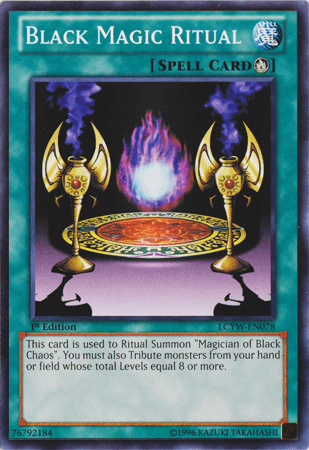 BLACK MAGIC RITUAL 魔
[SPELL CARD]
1st Edition
LCYW-EN078
This card is used to Ritual Summon "Magician of Black
Chaos". You must also Tribute monsters from your hand
or field whose total Levels equal 8 or more.
76792184
©1996 KAZUKI TAKAHASHI